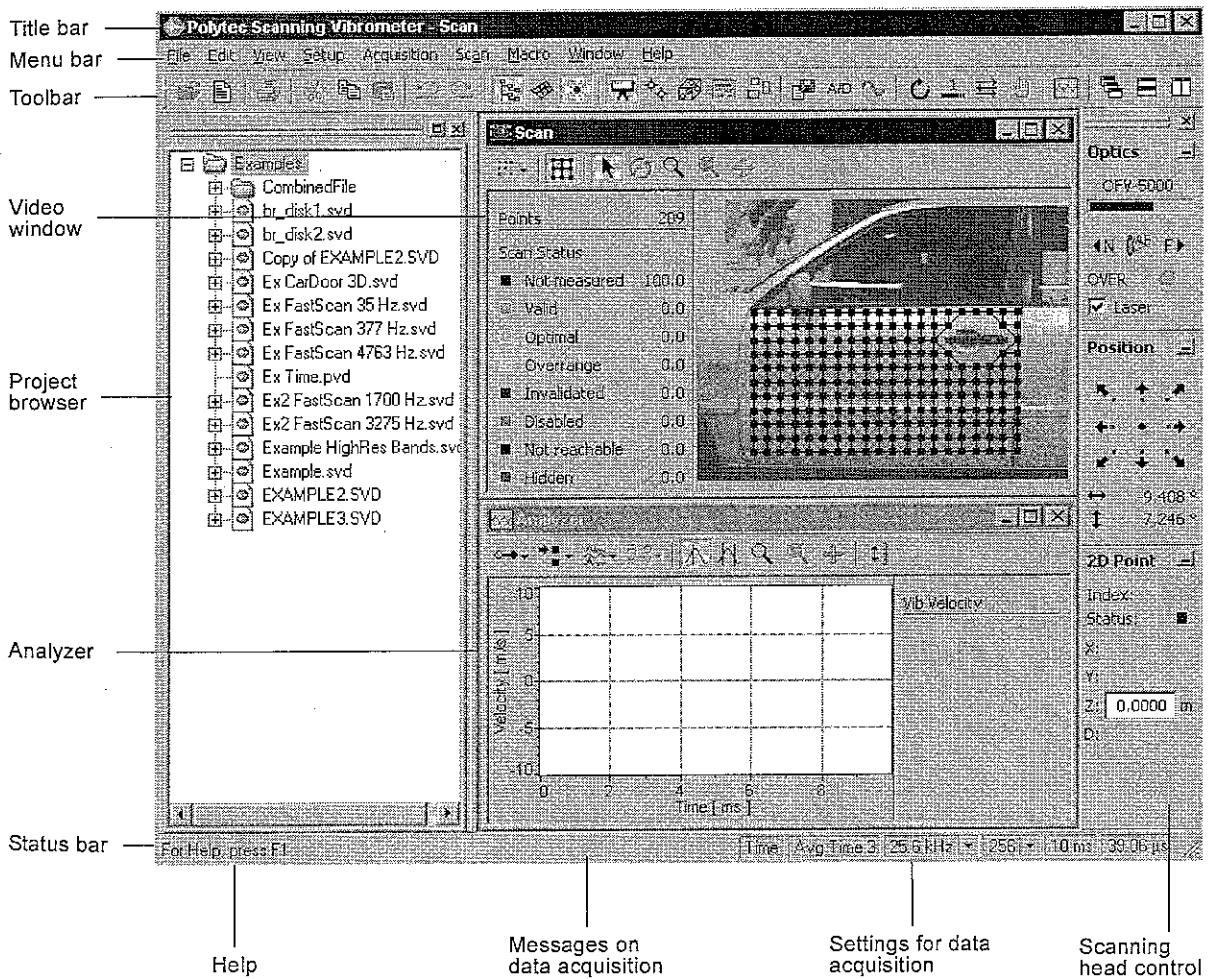 Title bar
Polytec Scanning Vibrometer - Scan
Menu bar
File Edit View Setup Acquisition Scan Macro Window Help
Toolbar
A/D
Examples
CombinedFile
br_disk1.svd
br_disk2.svd
Copy of EXAMPLE2.SVD
Ex CarDoor 3D.svd
Ex FastScan 35 Hz.svd
Ex FastScan 377 Hz.svd
Ex FastScan 4763 Hz.svd
Ex Time.pvd
Ex2 FastScan 1700 Hz.svd
Ex2 FastScan 3275 Hz.svd
Example HighRes Bands.svd
Example.svd
EXAMPLE2.SVD
EXAMPLE3.SVD
Video
window
Project
browser
Analyzer
Scan
Points 209
Scan Status
Not measured 100.0
Valid 0.0
Optimal 0.0
Overrange 0.0
Invalidated 0.0
Disabled 0.0
Not reachable 0.0
Hidden 0.0
Analyzer
Vib Velocity
Velocity [ m/s ]
10
5
0
-5
-10
0 2 4 6 8
Time [ ms ]
Optics
OFV-5000
N AF F
OVER
Laser
Position
9.408 °
7.246 °
2D Point
Index:
Status:
X:
Y:
Z: 0.0000 m
D:
Status bar
For Help, press F1
Time Avg Time 3 25.6 kHz 256 10 ms 39.06 µs
Help
Messages on
data acquisition
Settings for data
acquisition
Scanning
head control